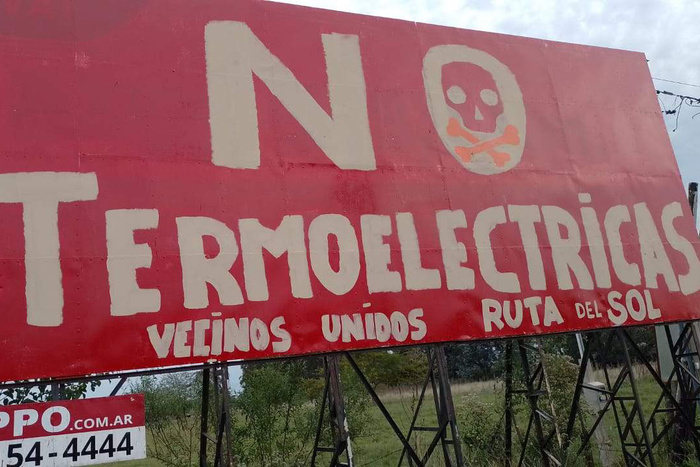 NO
TERMOELECTRICAS
VECINOS UNIDOS RUTA DEL SOL
PPO.COM.AR
54-4444